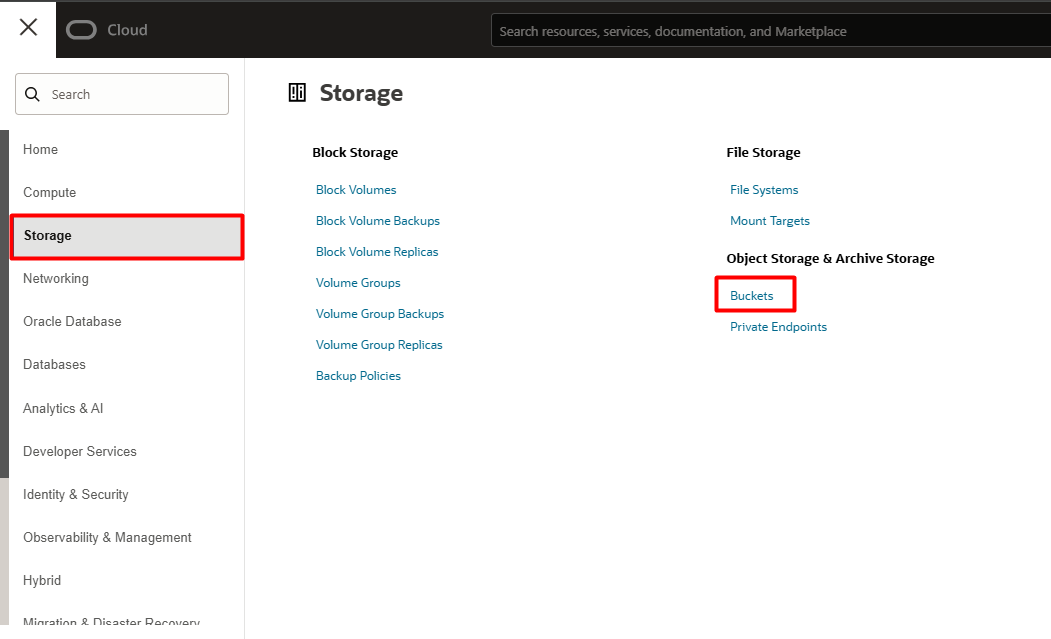 Cloud
Search resources, services, documentation, and Marketplace
Search
Home
Compute
Storage
Networking
Oracle Database
Databases
Analytics & AI
Developer Services
Identity & Security
Observability & Management
Hybrid
Migration & Disaster Recovery
Storage
Block Storage
Block Volumes
Block Volume Backups
Block Volume Replicas
Volume Groups
Volume Group Backups
Volume Group Replicas
Backup Policies
File Storage
File Systems
Mount Targets
Object Storage & Archive Storage
Buckets
Private Endpoints